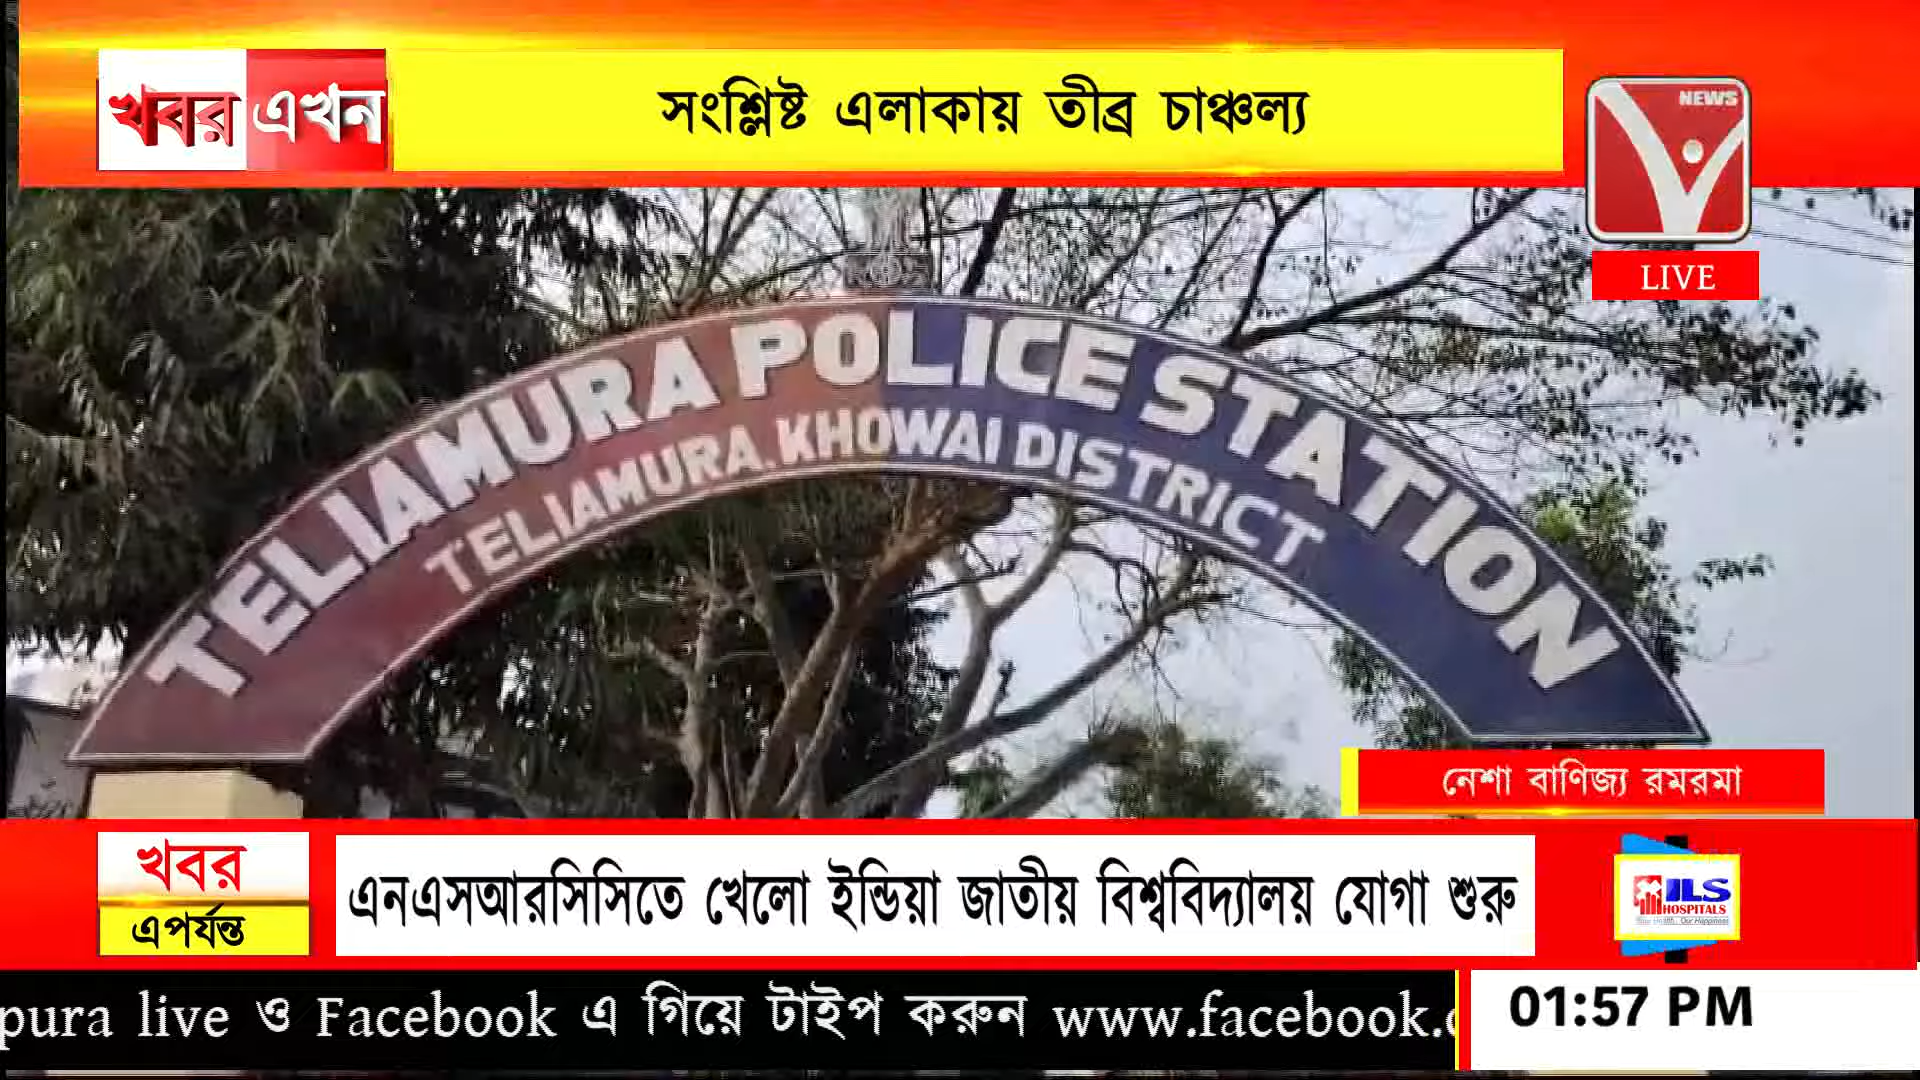 খবর এখন
সংশ্লিষ্ট এলাকায় তীব্র চাঞ্চল্য
NEWS
LIVE
TELIAMURA POLICE STATION
TELIAMURA. KHOWAI DISTRICT
নেশা বাণিজ্য রমরমা
খবর
এপর্যন্ত
এনএসআরসিসিতে খেলো ইন্ডিয়া জাতীয় বিশ্ববিদ্যালয় যোগা শুরু
ILS
HOSPITALS
pura live ও Facebook এ গিয়ে টাইপ করুন www.facebook.c
01:57 PM